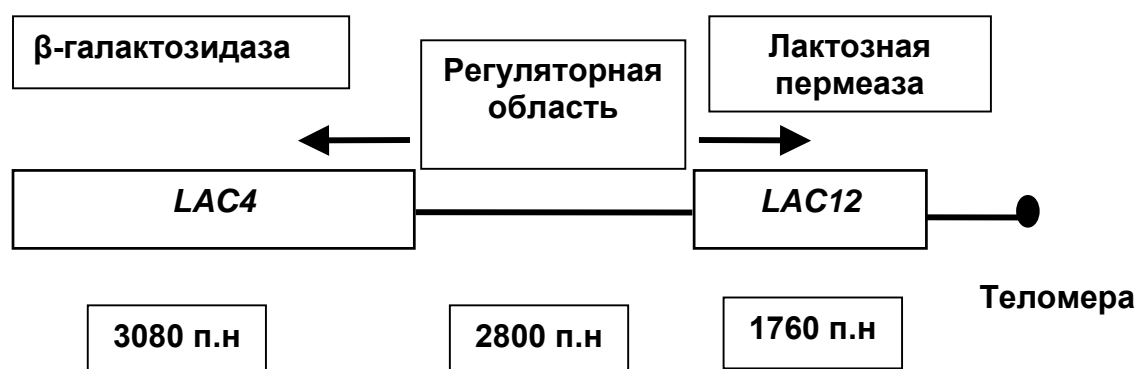 β-галактозидаза
Регуляторная
область
Лактозная
пермеаза
LAC4
LAC12
Теломера
3080 п.н
2800 п.н
1760 п.н